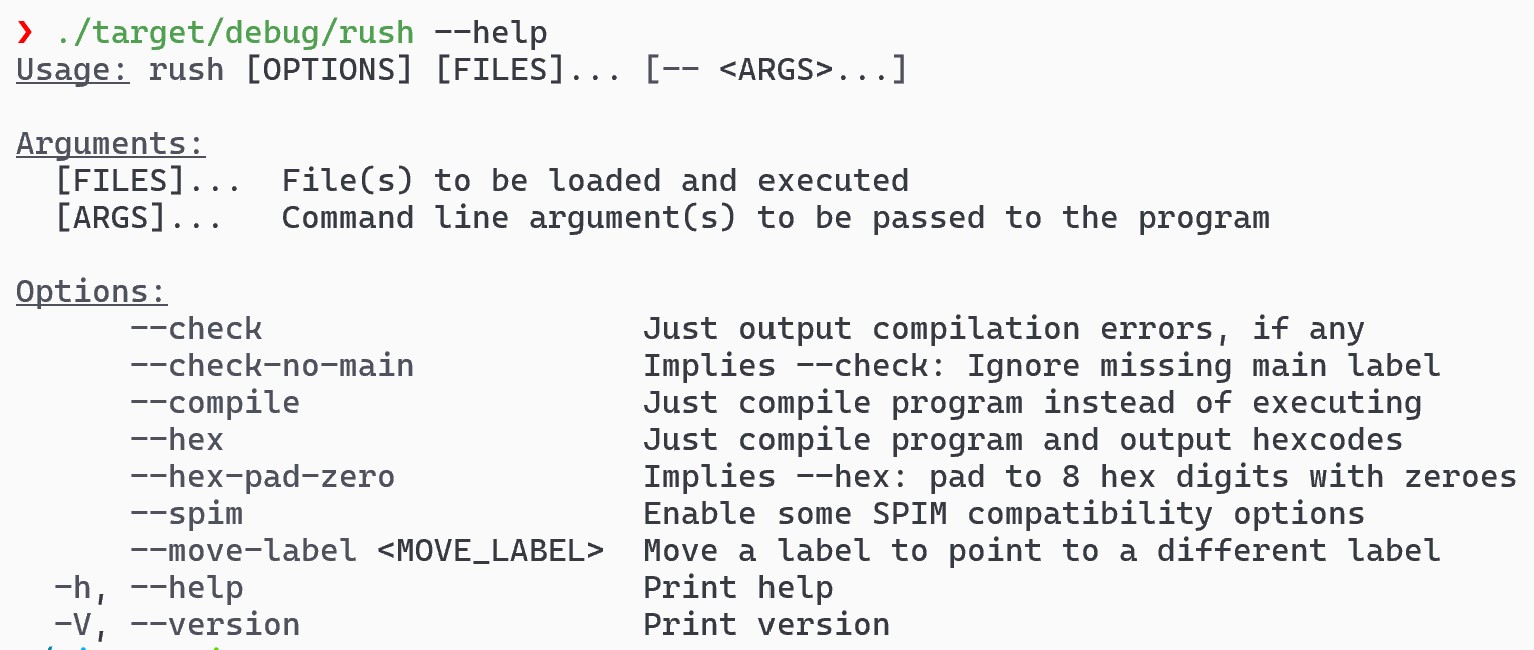 ❯ ./target/debug/rush --help
Usage: rush [OPTIONS] [FILES]... [-- <ARGS>...]

Arguments:
  [FILES]...  File(s) to be loaded and executed
  [ARGS]...   Command line argument(s) to be passed to the program

Options:
      --check                    Just output compilation errors, if any
      --check-no-main            Implies --check: Ignore missing main label
      --compile                  Just compile program instead of executing
      --hex                      Just compile program and output hexcodes
      --hex-pad-zero             Implies --hex: pad to 8 hex digits with zeroes
      --spim                     Enable some SPIM compatibility options
      --move-label <MOVE_LABEL>  Move a label to point to a different label
  -h, --help                     Print help
  -V, --version                  Print version